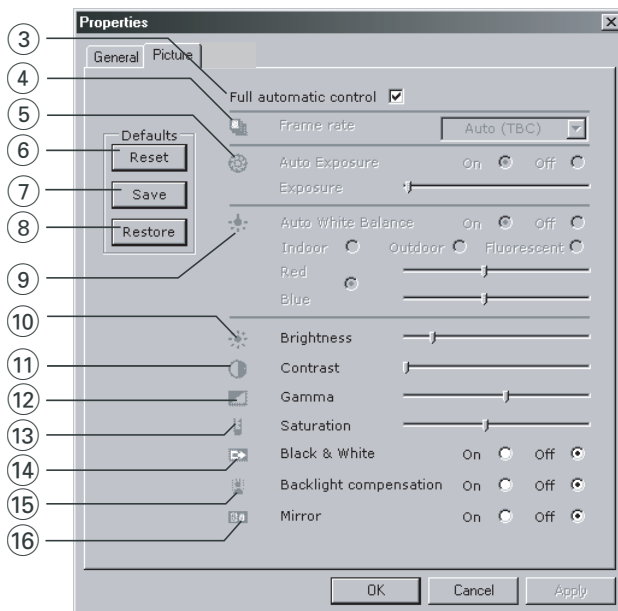 Properties
General Picture
3
Full automatic control
4
Frame rate Auto (TBC)
5
Auto Exposure On Off
Exposure
Defaults
6
Reset
7
Save
8
Restore
9
Auto White Balance On Off
Indoor Outdoor Fluorescent
Red
Blue
10
Brightness
11
Contrast
12
Gamma
13
Saturation
14
Black & White On Off
15
Backlight compensation On Off
16
Mirror On Off
OK Cancel Apply